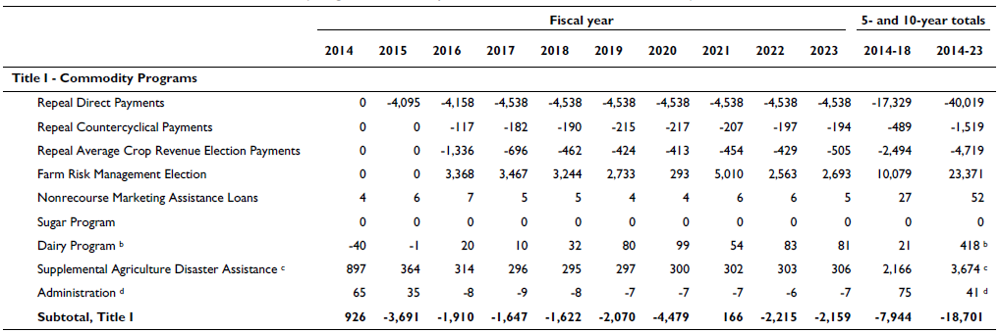 Fiscal year 5- and 10-year totals
2014 2015 2016 2017 2018 2019 2020 2021 2022 2023 2014-18 2014-23
Title I - Commodity Programs
Repeal Direct Payments 0 -4,095 -4,158 -4,538 -4,538 -4,538 -4,538 -4,538 -4,538 -4,538 -17,329 -40,019
Repeal Countercyclical Payments 0 0 -117 -182 -190 -215 -217 -207 -197 -194 -489 -1,519
Repeal Average Crop Revenue Election Payments 0 0 -1,336 -696 -462 -424 -413 -454 -429 -505 -2,494 -4,719
Farm Risk Management Election 0 0 3,368 3,467 3,244 2,733 293 5,010 2,563 2,693 10,079 23,371
Nonrecourse Marketing Assistance Loans 4 6 7 5 5 4 4 6 6 5 27 52
Sugar Program 0 0 0 0 0 0 0 0 0 0 0 0
Dairy Program b -40 -1 20 10 32 80 99 54 83 81 21 418 b
Supplemental Agriculture Disaster Assistance c 897 364 314 296 295 297 300 302 303 306 2,166 3,674 c
Administration d 65 35 -8 -9 -8 -7 -7 -7 -6 -7 75 41 d
Subtotal, Title I 926 -3,691 -1,910 -1,647 -1,622 -2,070 -4,479 166 -2,215 -2,159 -7,944 -18,701